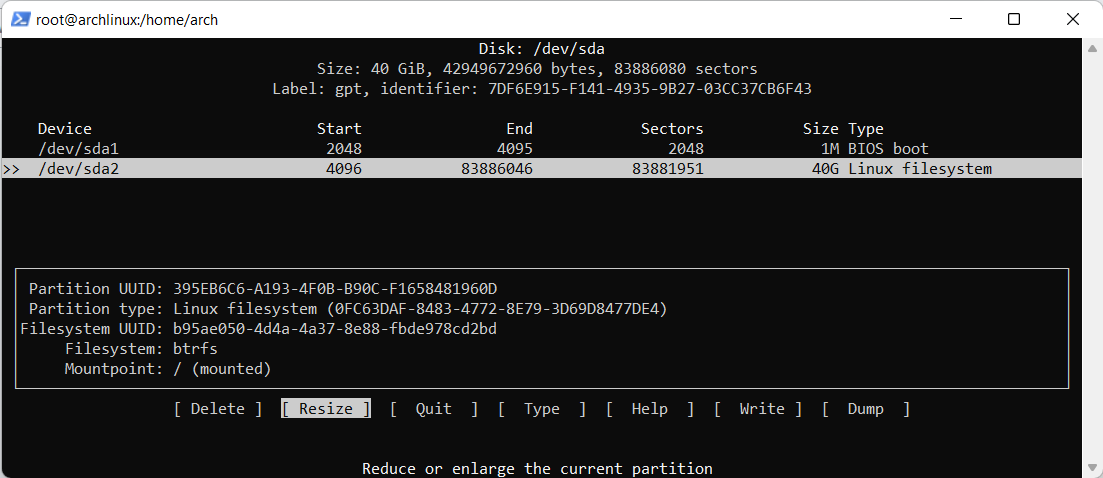 root@archlinux:/home/arch
Disk: /dev/sda
Size: 40 GiB, 42949672960 bytes, 83886080 sectors
Label: gpt, identifier: 7DF6E915-F141-4935-9B27-03CC37CB6F43
Device Start End Sectors Size Type
/dev/sda1 2048 4095 2048 1M BIOS boot
>> /dev/sda2 4096 83886046 83881951 40G Linux filesystem
Partition UUID: 395EB6C6-A193-4F0B-B90C-F1658481960D
Partition type: Linux filesystem (0FC63DAF-8483-4772-8E79-3D69D8477DE4)
Filesystem UUID: b95ae050-4d4a-4a37-8e88-fbde978cd2bd
Filesystem: btrfs
Mountpoint: / (mounted)
[ Delete ] [ Resize ] [ Quit ] [ Type ] [ Help ] [ Write ] [ Dump ]
Reduce or enlarge the current partition